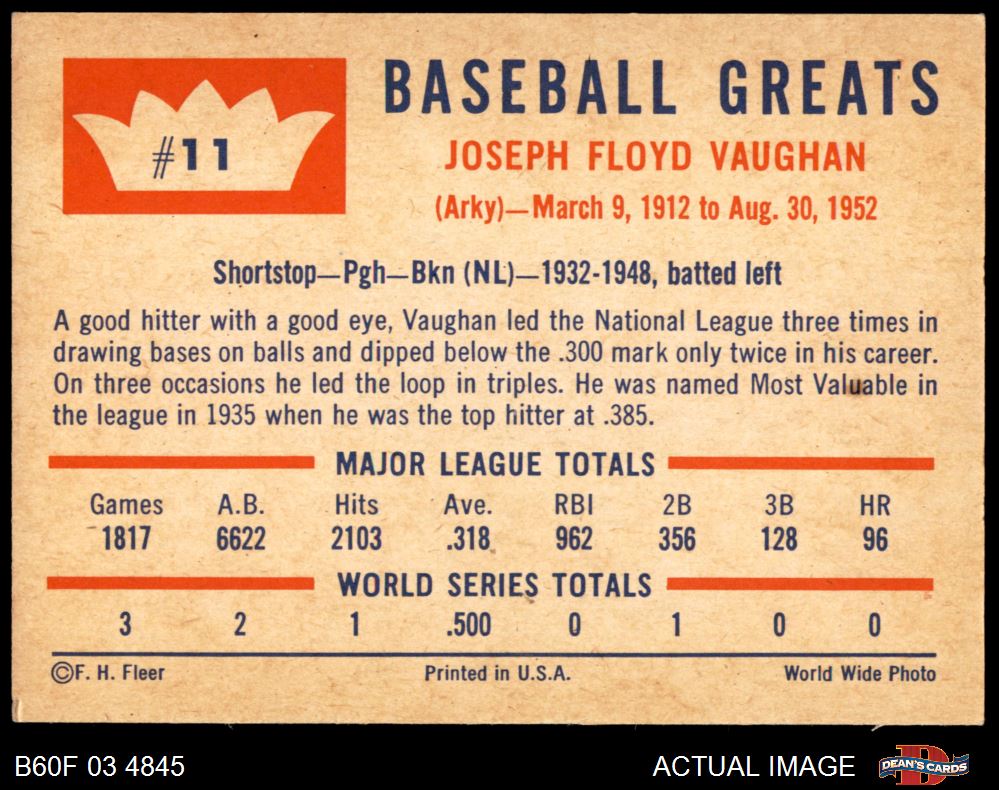 #11
BASEBALL GREATS
JOSEPH FLOYD VAUGHAN
(Arky)—March 9, 1912 to Aug. 30, 1952
Shortstop—Pgh—Bkn (NL)—1932-1948, batted left
A good hitter with a good eye, Vaughan led the National League three times in
drawing bases on balls and dipped below the .300 mark only twice in his career.
On three occasions he led the loop in triples. He was named Most Valuable in
the league in 1935 when he was the top hitter at .385.
MAJOR LEAGUE TOTALS
Games A.B. Hits Ave. RBI 2B 3B HR
1817 6622 2103 .318 962 356 128 96
WORLD SERIES TOTALS
3 2 1 .500 0 1 0 0
©F. H. Fleer Printed in U.S.A. World Wide Photo
B60F 03 4845 ACTUAL IMAGE DEAN'S CARDS